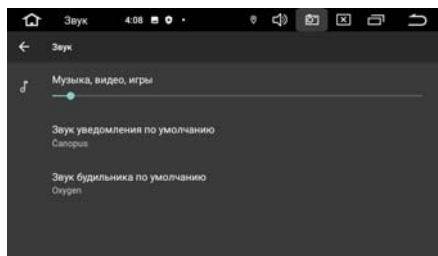 Звук 4:08
Звук
Музыка, видео, игры
Звук уведомления по умолчанию
Canopus
Звук будильника по умолчанию
Oxygen